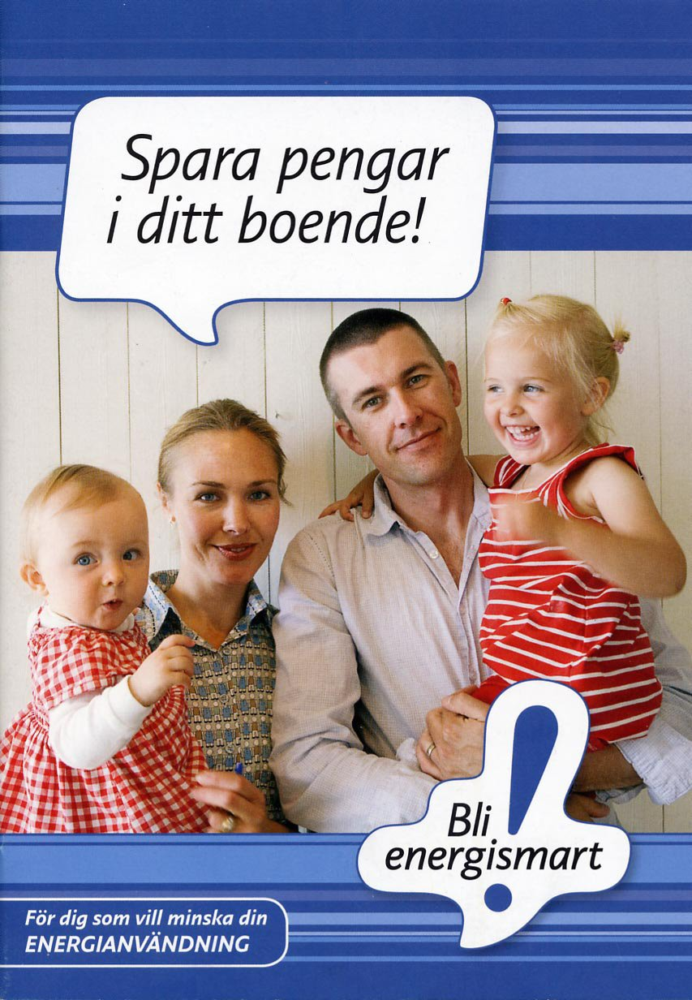 Spara pengar
i ditt boende!
Bli
energismart
För dig som vill minska din
ENERGIANVÄNDNING